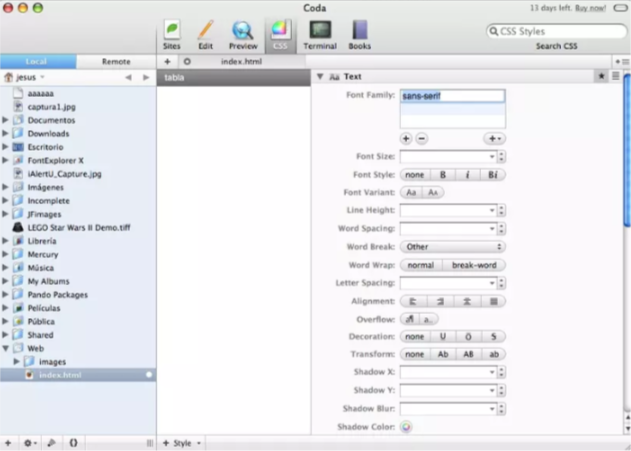 Coda
13 days left. Buy now!
Sites Edit Preview CSS Terminal Books
CSS Styles
Search CSS
Local Remote
index.html
jesus
tabla
Text
aaaaaa
captura1.jpg
Documentos
Downloads
Escritorio
FontExplorer X
iAlertU_Capture.jpg
Imágenes
Incomplete
JFimages
LEGO Star Wars II Demo.tiff
Librería
Mercury
Música
My Albums
Pando Packages
Películas
Pública
Shared
Web
images
index.html
Font Family: sans-serif
Font Size:
Font Style: none B i Bi
Font Variant: Aa AA
Line Height:
Word Spacing:
Word Break: Other
Word Wrap: normal break-word
Letter Spacing:
Alignment:
Overflow: a..
Decoration: none U O S
Transform: none Ab AB ab
Shadow X:
Shadow Y:
Shadow Blur:
Shadow Color:
+ Style